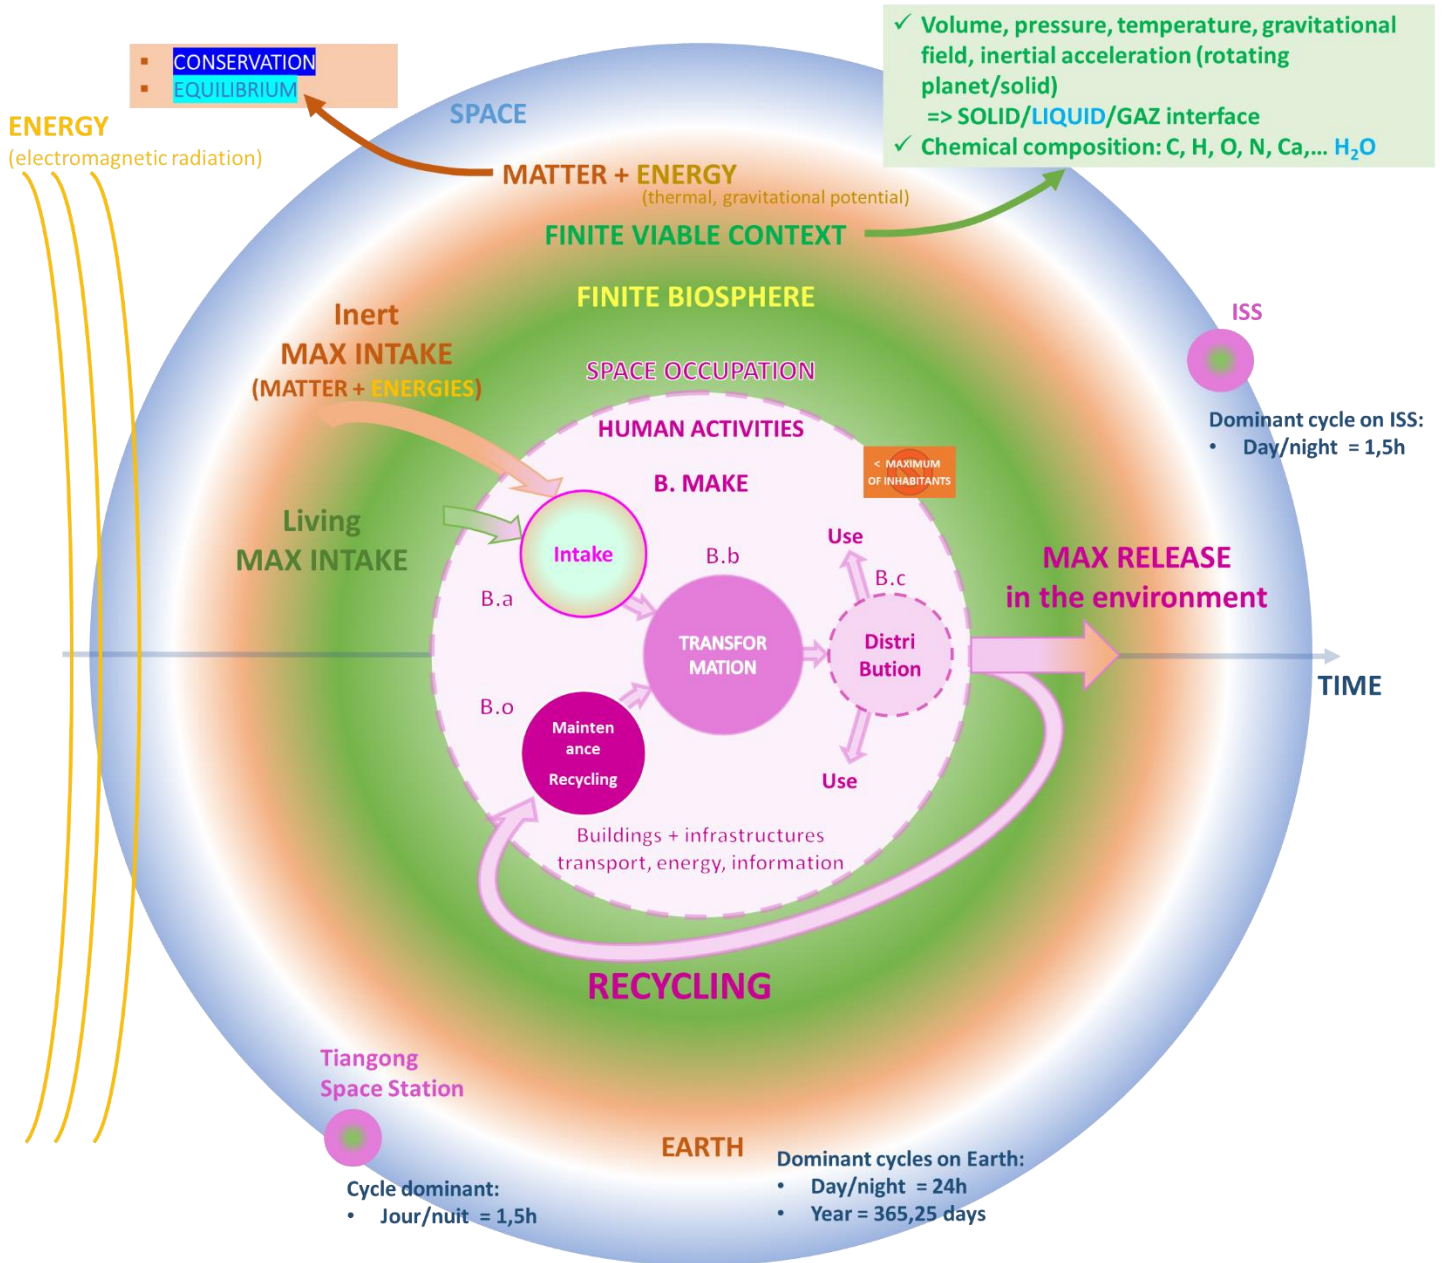 ✓ Volume, pressure, temperature, gravitational
field, inertial acceleration (rotating
planet/solid)
=> SOLID/LIQUID/GAZ interface
✓ Chemical composition: C, H, O, N, Ca,... H₂O
▪ CONSERVATION
▪ EQUILIBRIUM
ENERGY
(electromagnetic radiation)
SPACE
MATTER + ENERGY
(thermal, gravitational potential)
FINITE VIABLE CONTEXT
FINITE BIOSPHERE
Inert
MAX INTAKE
(MATTER + ENERGIES)
ISS
Dominant cycle on ISS:
• Day/night = 1,5h
SPACE OCCUPATION
HUMAN ACTIVITIES
B. MAKE
< MAXIMUM
OF INHABITANTS
Living
MAX INTAKE
Intake
B.a
B.b
Use
B.c
MAX RELEASE
in the environment
TRANSFOR
MATION
Distri
Bution
TIME
B.o
Mainten
ance
Recycling
Use
Buildings + infrastructures
transport, energy, information
RECYCLING
Tiangong
Space Station
Cycle dominant:
• Jour/nuit = 1,5h
EARTH
Dominant cycles on Earth:
• Day/night = 24h
• Year = 365,25 days